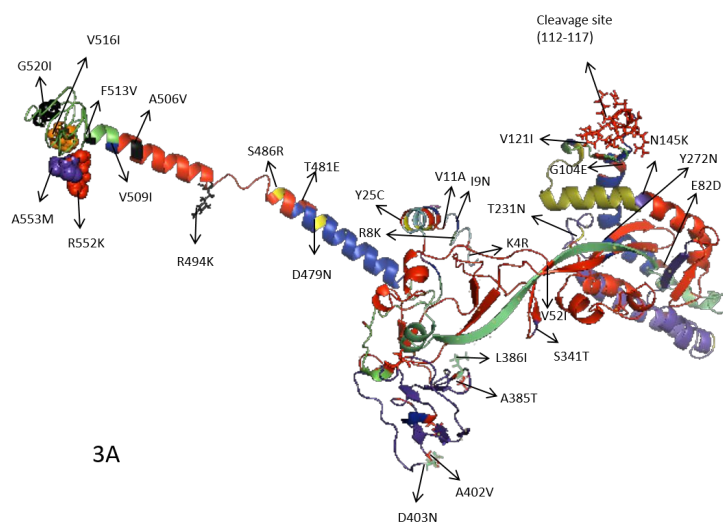 Cleavage site
(112-117)
V516I
G520I
F513V
A506V
V121I
N145K
S486R
T481E
G104E
Y272N
Y25C
V11A
I9N
E82D
T231N
A553M
V509I
R8K
K4R
R552K
R494K
D479N
V52I
L386I
S341T
A385T
3A
A402V
D403N